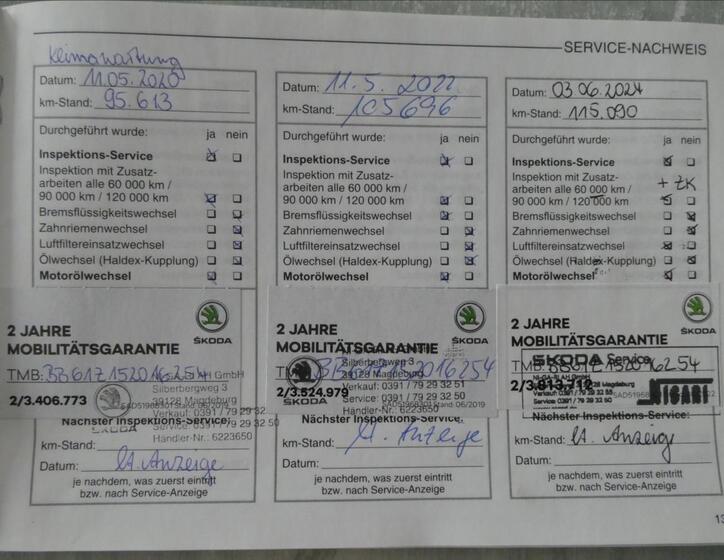 SERVICE-NACHWEIS
Klimawartung
Datum: 11.05.2020
km-Stand: 95.613
Durchgeführt wurde: ja nein
Inspektions-Service
Inspektion mit Zusatz-
arbeiten alle 60 000 km /
90 000 km / 120 000 km
Bremsflüssigkeitswechsel
Zahnriemenwechsel
Luftfiltereinsatzwechsel
Ölwechsel (Haldex-Kupplung)
Motorölwechsel
2 JAHRE
MOBILITÄTSGARANTIE
ŠKODA
TMB:
2/3.406.773
Silberbergweg 3
39128 Magdeburg
Verkauf: 0391 / 79 29 32
Händler-Nr.: 6223650
Nächster Inspektions-Service:
km-Stand:
lt. Anzeige
Datum:
je nachdem, was zuerst eintritt
bzw. nach Service-Anzeige
Datum: 11.5.2022
km-Stand: 105696
Durchgeführt wurde: ja nein
Inspektions-Service
Inspektion mit Zusatz-
arbeiten alle 60 000 km /
90 000 km / 120 000 km
Bremsflüssigkeitswechsel
Zahnriemenwechsel
Luftfiltereinsatzwechsel
Ölwechsel (Haldex-Kupplung)
Motorölwechsel
2 JAHRE
MOBILITÄTSGARANTIE
ŠKODA
TMB:
2/3.524.979
Silberbergweg 3
39128 Magdeburg
Verkauf: 0391 / 79 29 32 51
Händler-Nr.: 6223650
Nächster Inspektions-Service:
km-Stand: lt. Anzeige
Datum:
je nachdem, was zuerst eintritt
bzw. nach Service-Anzeige
Datum: 03.06.2024
km-Stand: 115.090
Durchgeführt wurde: ja nein
Inspektions-Service
Inspektion mit Zusatz-
arbeiten alle 60 000 km / + ZK
90 000 km / 120 000 km
Bremsflüssigkeitswechsel
Zahnriemenwechsel
Luftfiltereinsatzwechsel
Ölwechsel (Haldex-Kupplung)
Motorölwechsel
2 JAHRE
MOBILITÄTSGARANTIE
ŠKODA
TMB:
ŠKODA Service
2/3.813.712
Nächster Inspektions-Service:
km-Stand: lt. Anzeige
Datum:
je nachdem, was zuerst eintritt
bzw. nach Service-Anzeige